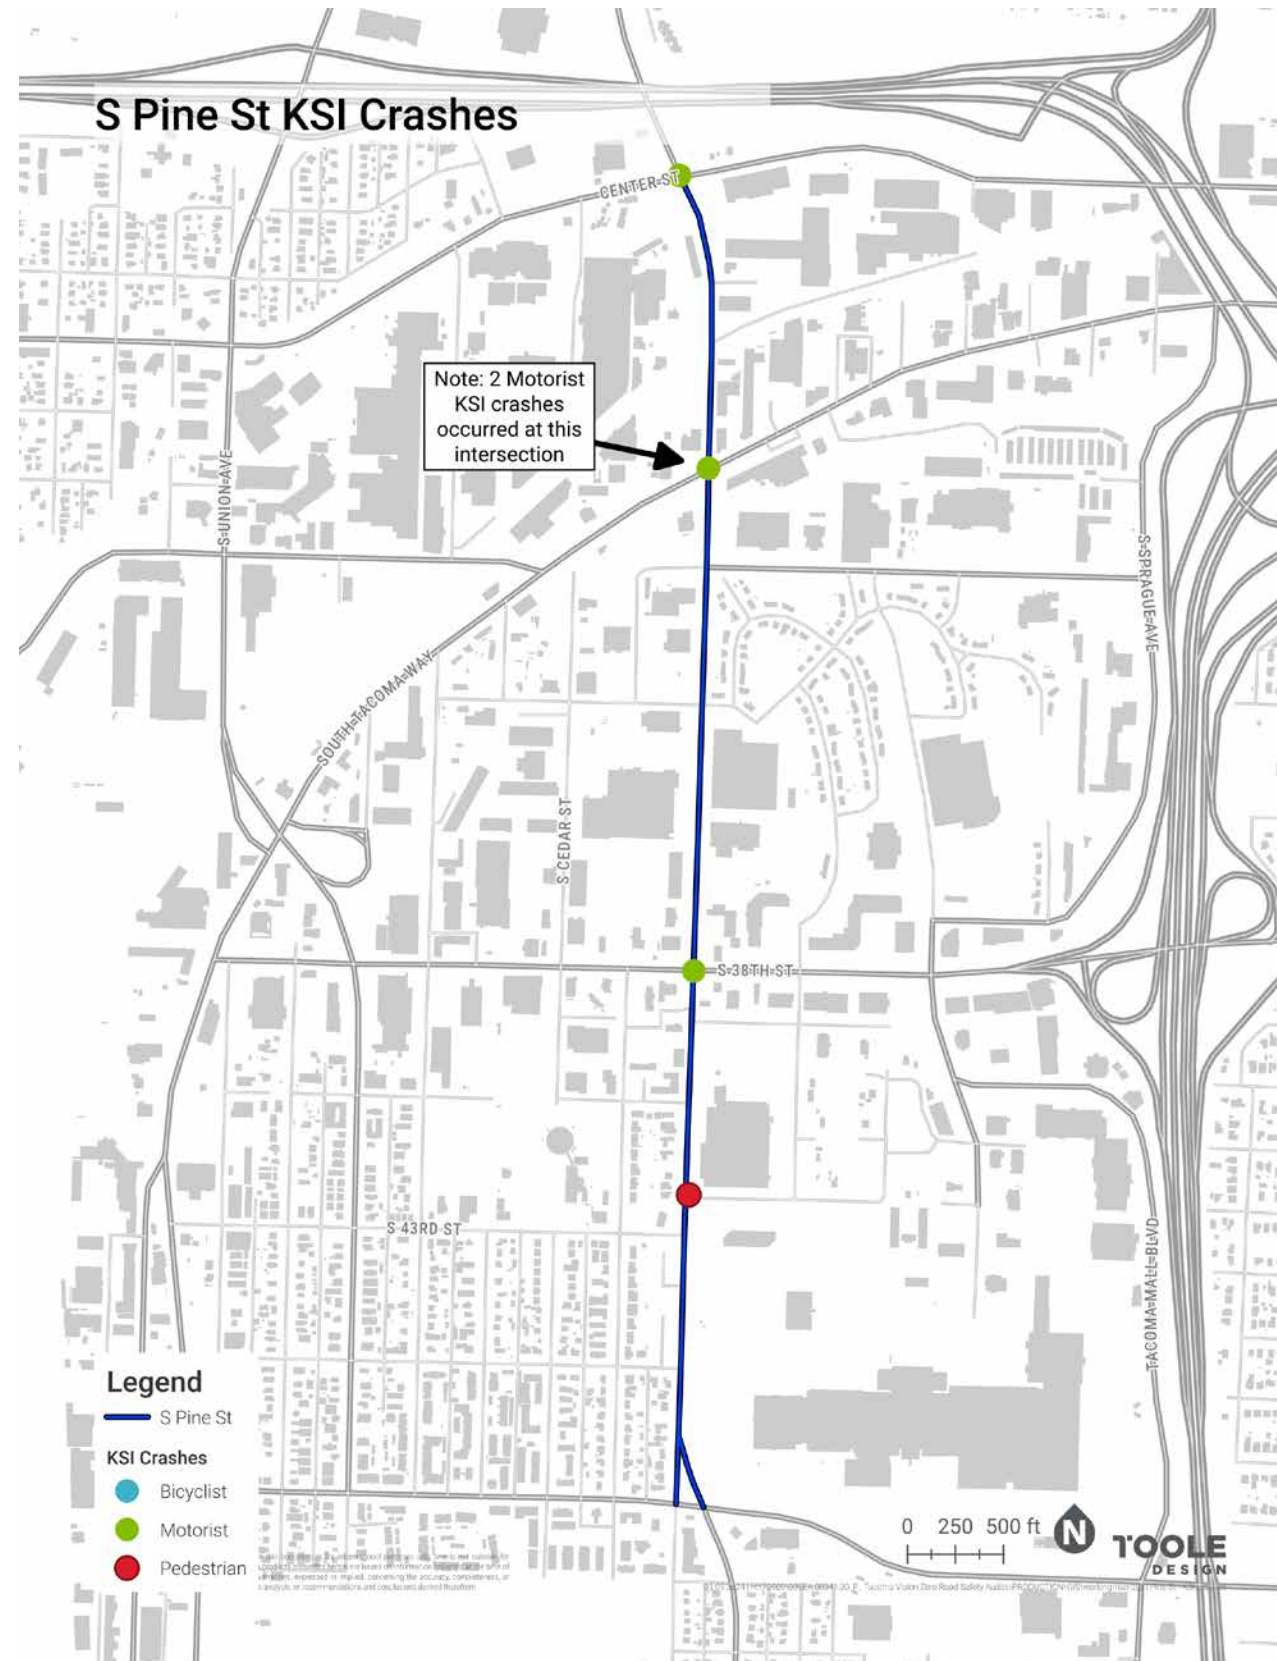 S Pine St KSI Crashes
CENTER ST
Note: 2 Motorist
KSI crashes
occurred at this
intersection
S UNION AVE
S SPRAGUE AVE
SOUTH TACOMA WAY
S CEDAR ST
S 38TH ST
S 43RD ST
TACOMA MALL BLVD
Legend
S Pine St
KSI Crashes
Bicyclist
Motorist
Pedestrian
0 250 500 ft
N
TOOLE
DESIGN